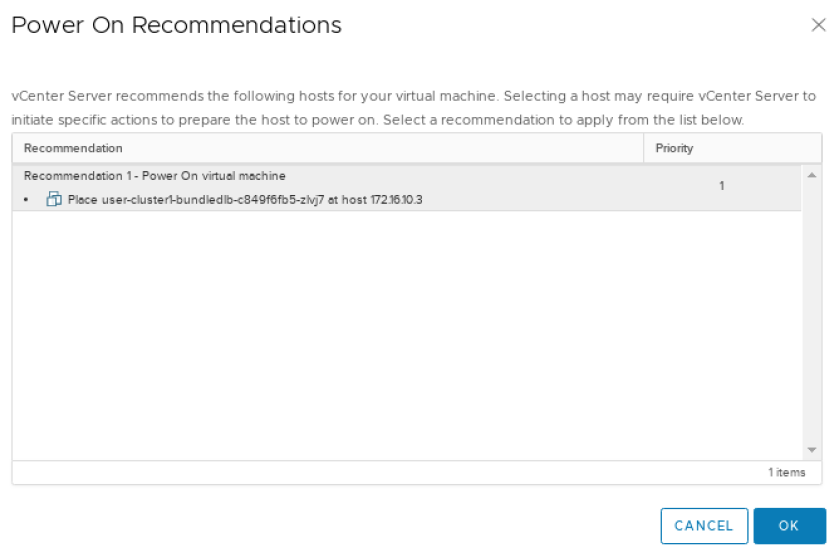 Power On Recommendations
vCenter Server recommends the following hosts for your virtual machine. Selecting a host may require vCenter Server to
initiate specific actions to prepare the host to power on. Select a recommendation to apply from the list below.
Recommendation Priority
Recommendation 1 - Power On virtual machine
1
• Place user-cluster1-bundledlb-c849f6fb5-zlvj7 at host 172.16.10.3
1 items
CANCEL OK